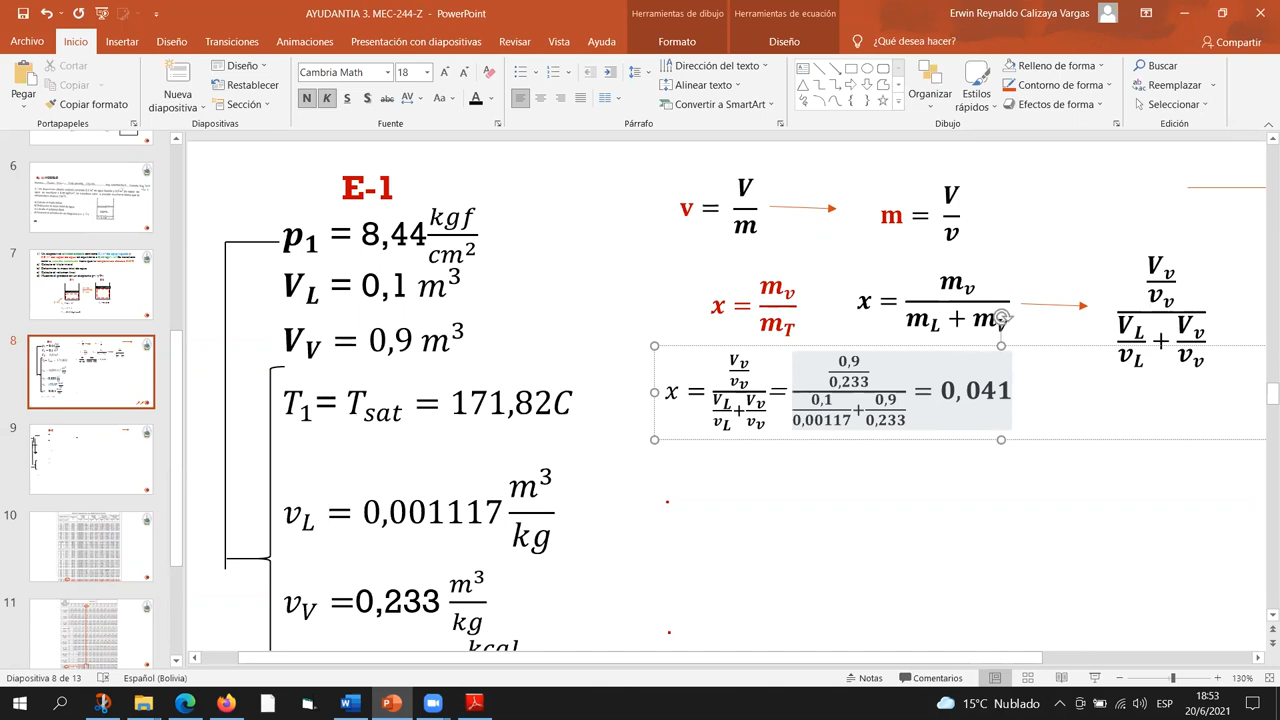 AYUDANTIA 3. MEC-244-Z - PowerPoint
Herramientas de dibujo
Herramientas de ecuación
Erwin Reynaldo Calizaya Vargas
Archivo Inicio Insertar Diseño Transiciones Animaciones Presentación con diapositivas Revisar Vista Ayuda Formato Diseño ¿Qué desea hacer? Compartir
Pegar
Cortar
Copiar
Copiar formato
Portapapeles
Nueva
diapositiva
Diseño
Restablecer
Sección
Diapositivas
Cambria Math 18
N K S S abc AV Aa A
Fuente
Dirección del texto
Alinear texto
Convertir a SmartArt
Párrafo
Organizar
Estilos
rápidos
Relleno de forma
Contorno de forma
Efectos de forma
Dibujo
Buscar
Reemplazar
Seleccionar
Edición
6
7
8
9
10
11
E-1
p₁ = 8,44 kgf/cm²
V_L = 0,1 m³
V_V = 0,9 m³
T₁= T_sat = 171,82C
v_L = 0,001117 m³/kg
v_V =0,233 m³/kg
kcal
v = V/m
m = V/v
x = m_v/m_T
x = m_v/(m_L + m_v)
(V_v/v_v)/(V_L/v_L + V_v/v_v)
x = (V_v/v_v)/(V_L/v_L+V_v/v_v) = (0,9/0,233)/(0,1/0,00117+0,9/0,233) = 0,041
Diapositiva 8 de 13
Español (Bolivia)
Notas
Comentarios
130%
15°C Nublado
ESP
18:53
20/6/2021